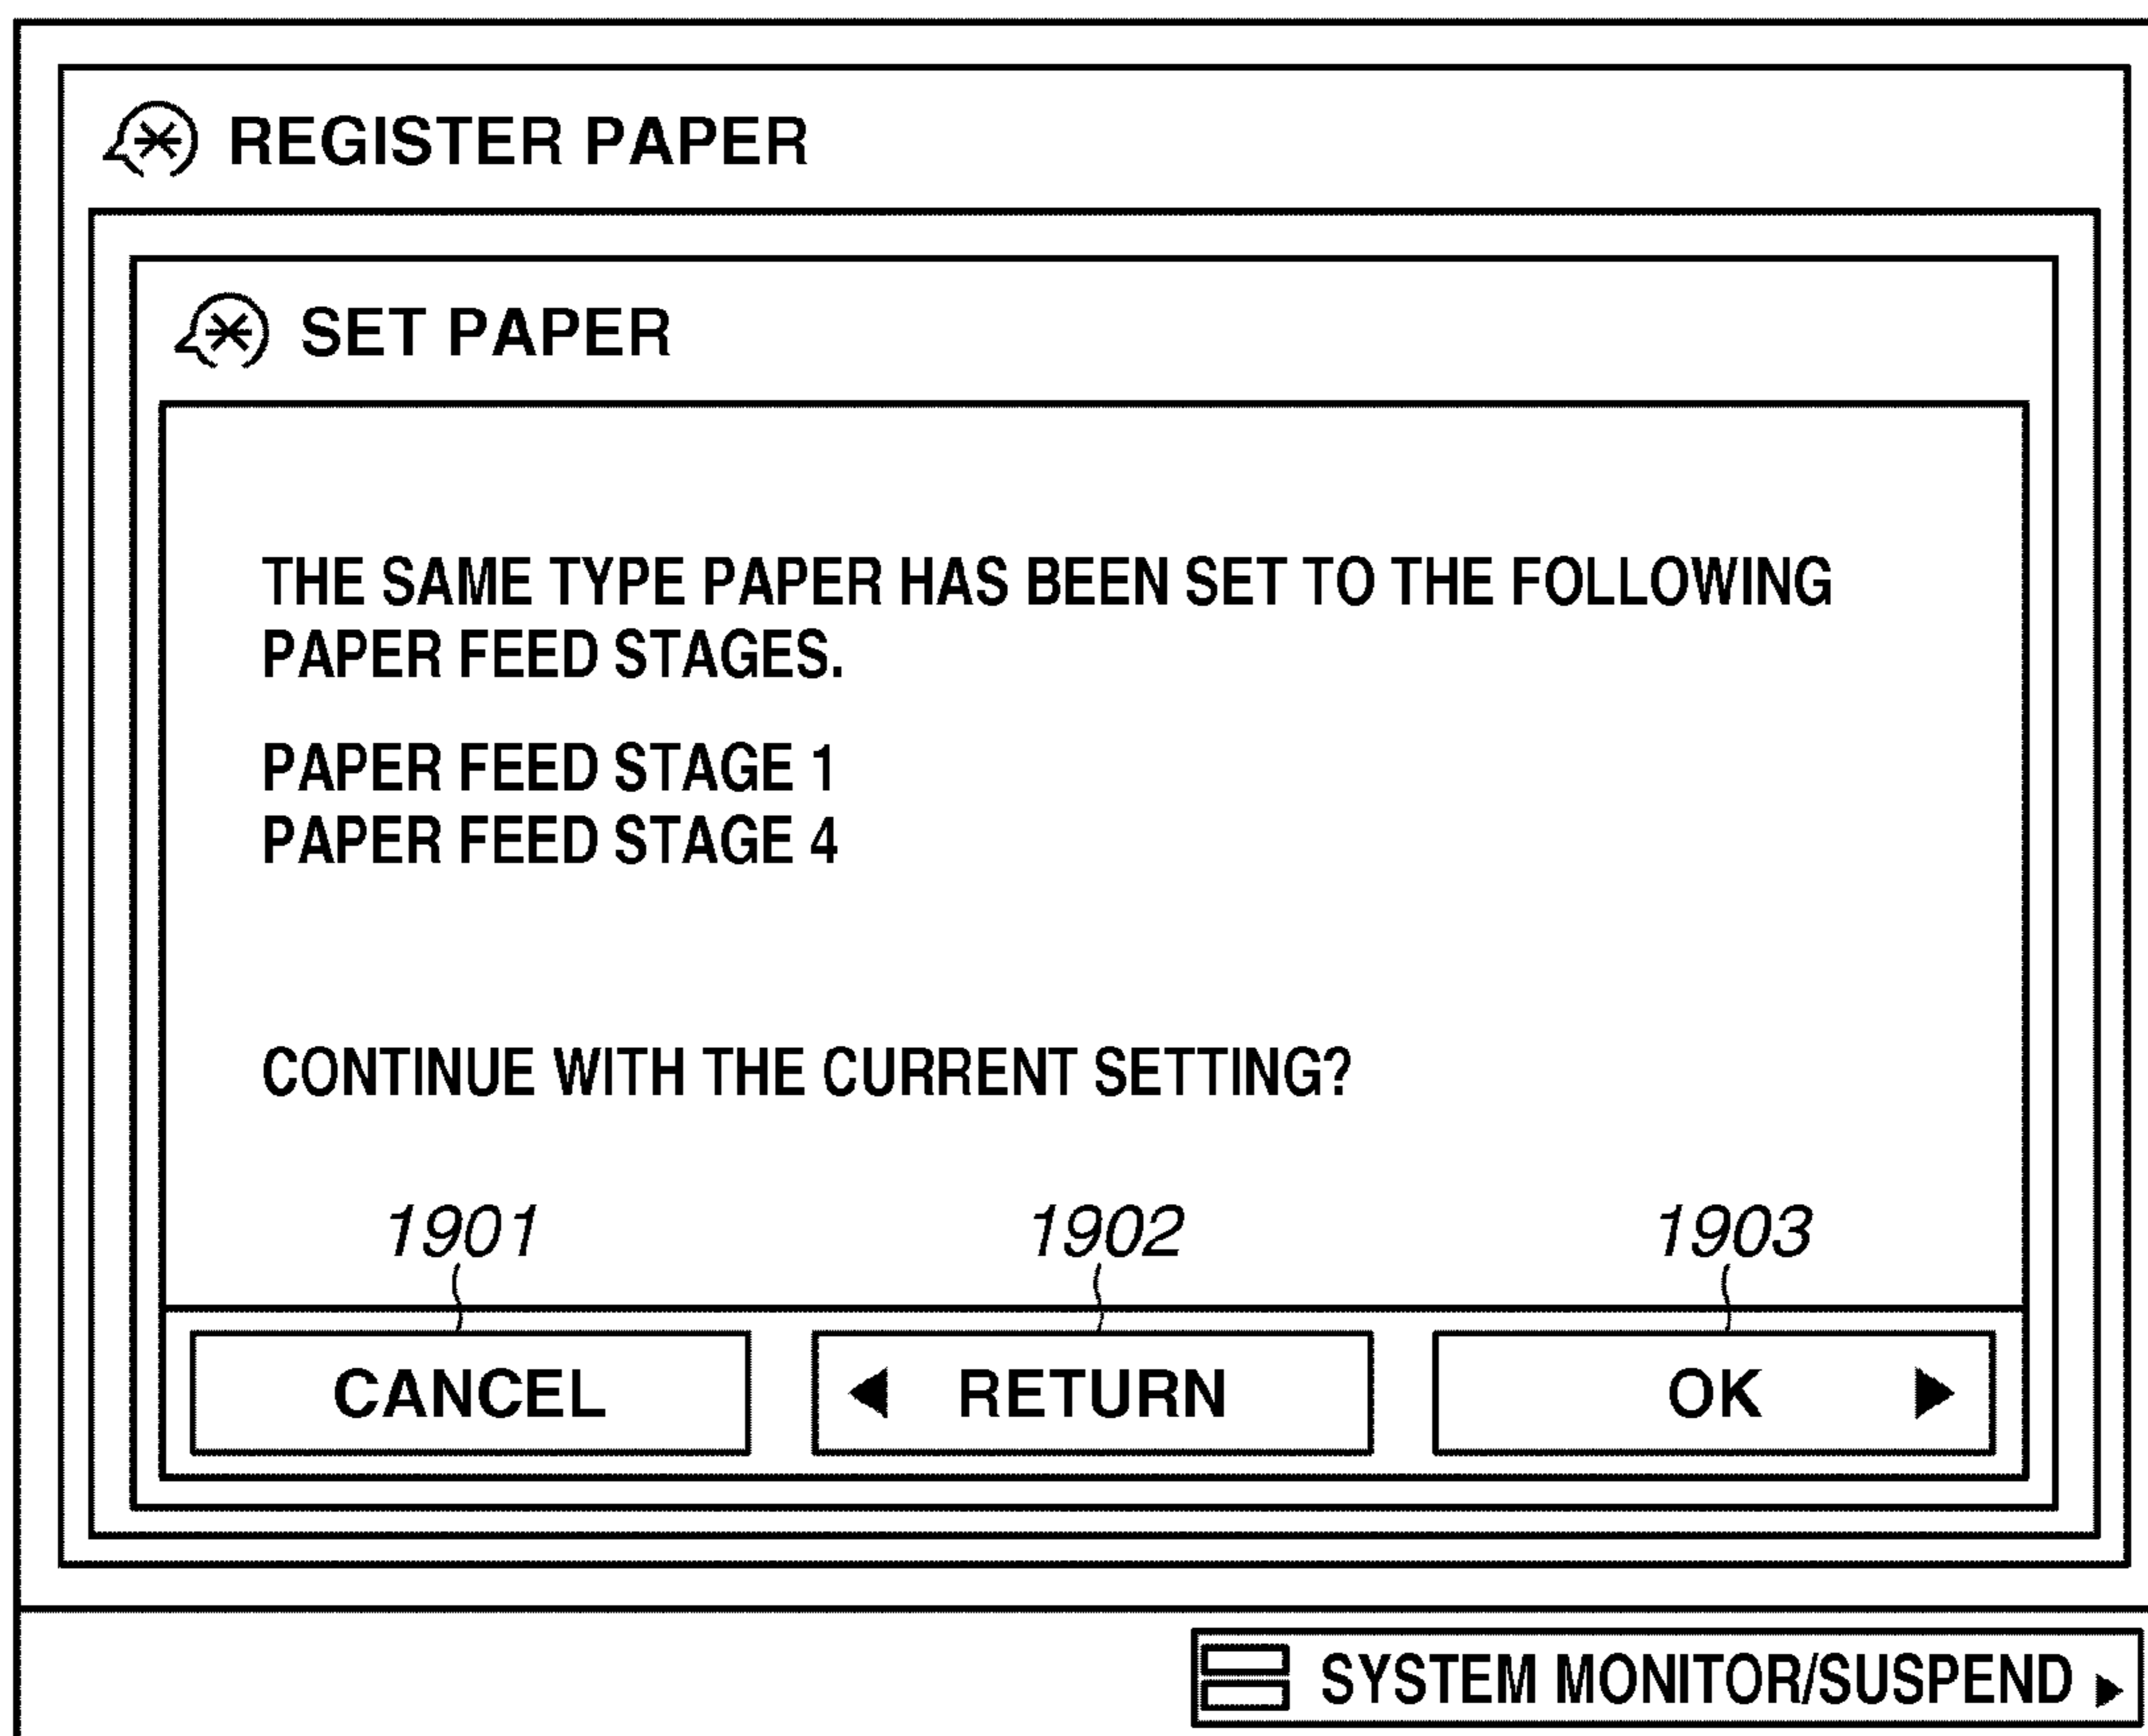 REGISTER PAPER
SET PAPER
THE SAME TYPE PAPER HAS BEEN SET TO THE FOLLOWING
PAPER FEED STAGES.
PAPER FEED STAGE 1
PAPER FEED STAGE 4
CONTINUE WITH THE CURRENT SETTING?
1901 1902 1903
CANCEL RETURN OK
SYSTEM MONITOR/SUSPEND